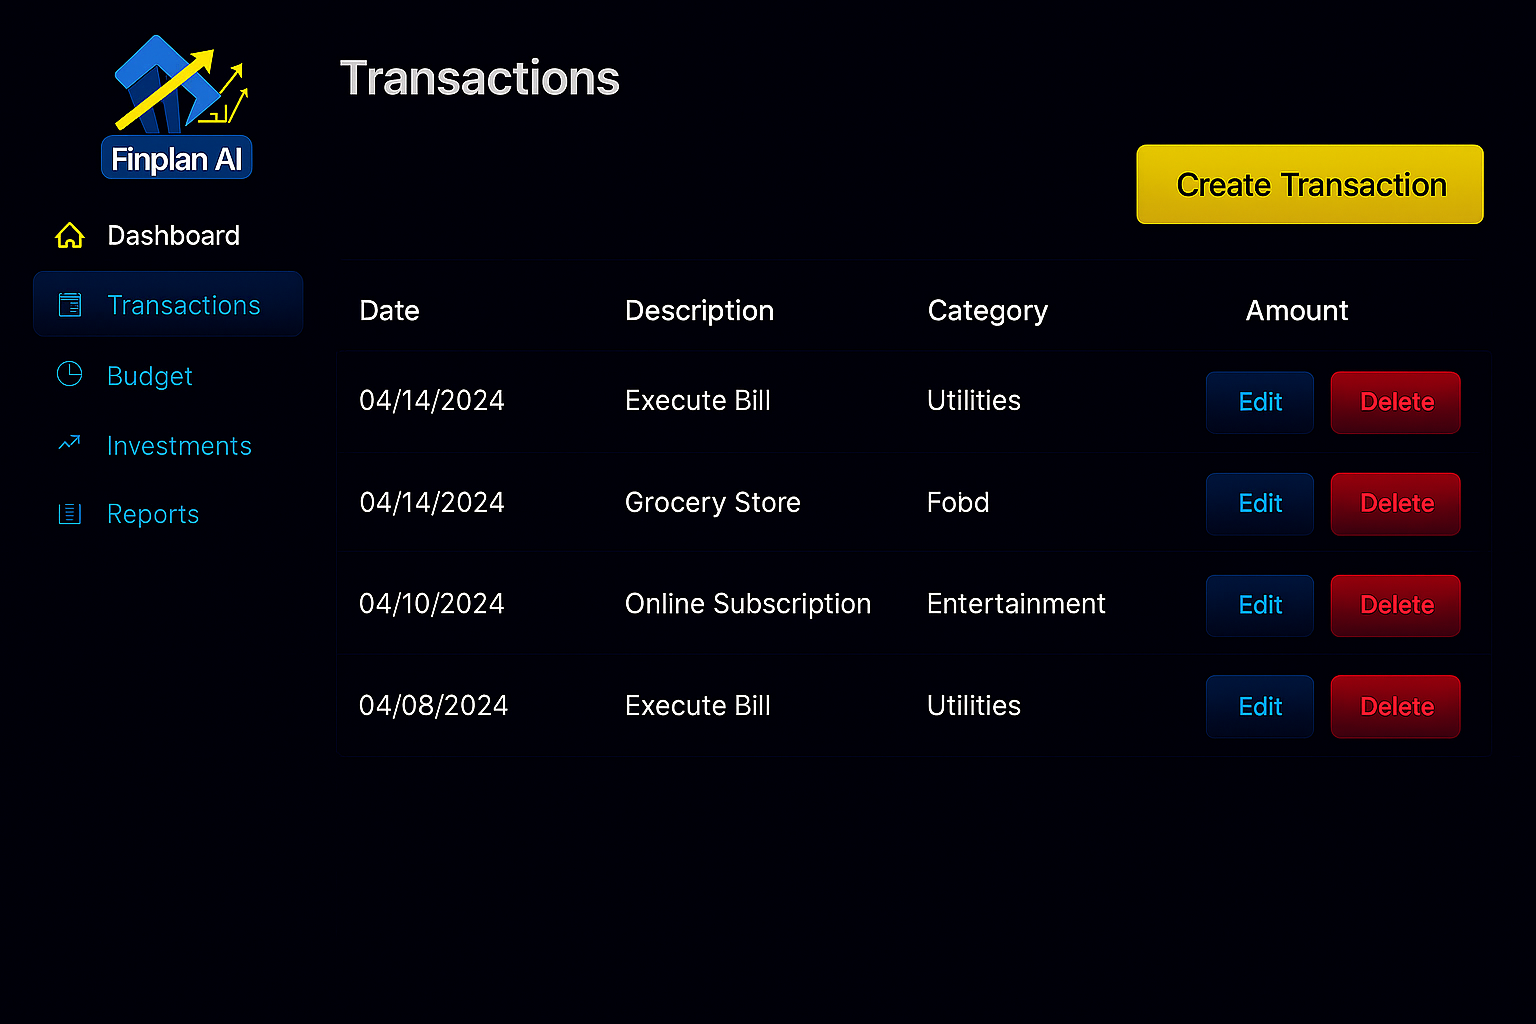 Finplan AI
Dashboard
Transactions
Budget
Investments
Reports
Transactions
Create Transaction
Date Description Category Amount
04/14/2024 Execute Bill Utilities Edit Delete
04/14/2024 Grocery Store Fobd Edit Delete
04/10/2024 Online Subscription Entertainment Edit Delete
04/08/2024 Execute Bill Utilities Edit Delete